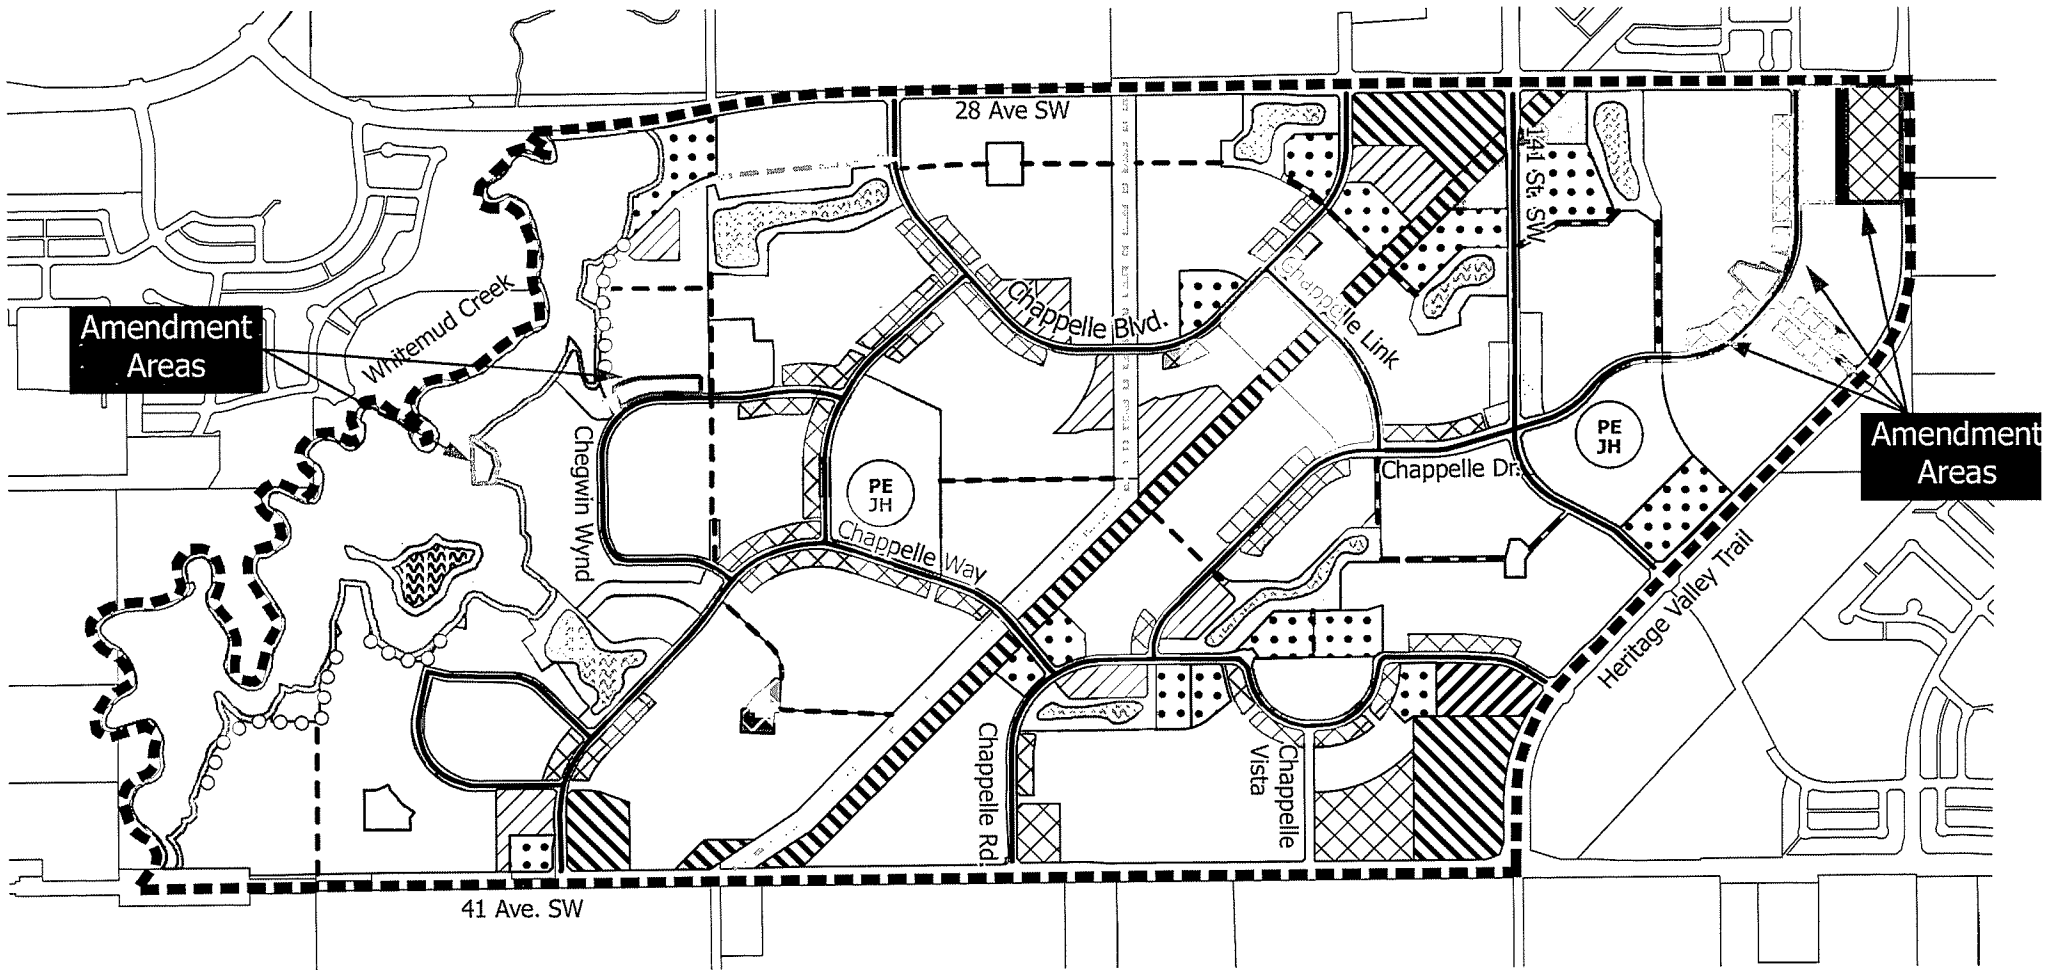 28 Ave SW
141 St. SW
Whitemud Creek
Amendment
Areas
Chappelle Blvd.
Chappelle Link
Amendment
Areas
PE
JH
Chappelle Dr.
PE
JH
Chegwin Wynd
Chappelle Way
Heritage Valley Trail
Chappelle Rd.
Chappelle
Vista
41 Ave. SW